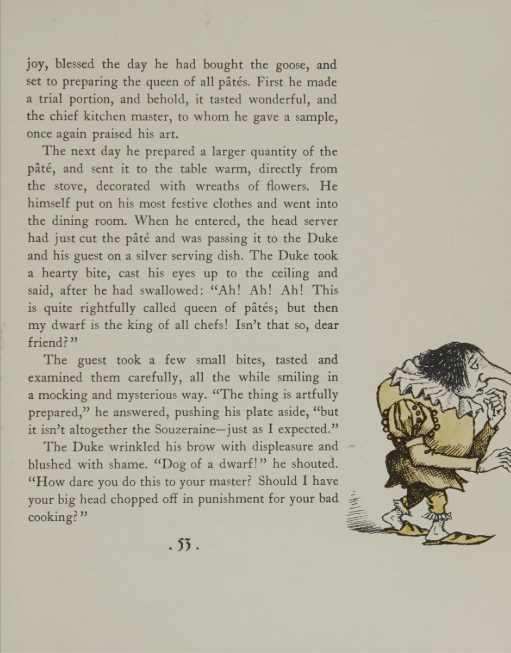 joy, blessed the day he had bought the goose, and
set to preparing the queen of all pâtés. First he made
a trial portion, and behold, it tasted wonderful, and
the chief kitchen master, to whom he gave a sample,
once again praised his art.
The next day he prepared a larger quantity of the
pâté, and sent it to the table warm, directly from
the stove, decorated with wreaths of flowers. He
himself put on his most festive clothes and went into
the dining room. When he entered, the head server
had just cut the pâté and was passing it to the Duke
and his guest on a silver serving dish. The Duke took
a hearty bite, cast his eyes up to the ceiling and
said, after he had swallowed: “Ah! Ah! Ah! This
is quite rightfully called queen of pâtés; but then
my dwarf is the king of all chefs! Isn’t that so, dear
friend?”
The guest took a few small bites, tasted and
examined them carefully, all the while smiling in
a mocking and mysterious way. “The thing is artfully
prepared,” he answered, pushing his plate aside, “but
it isn’t altogether the Souzeraine—just as I expected.”
The Duke wrinkled his brow with displeasure and
blushed with shame. “Dog of a dwarf!” he shouted.
“How dare you do this to your master? Should I have
your big head chopped off in punishment for your bad
cooking?”
. 53 .